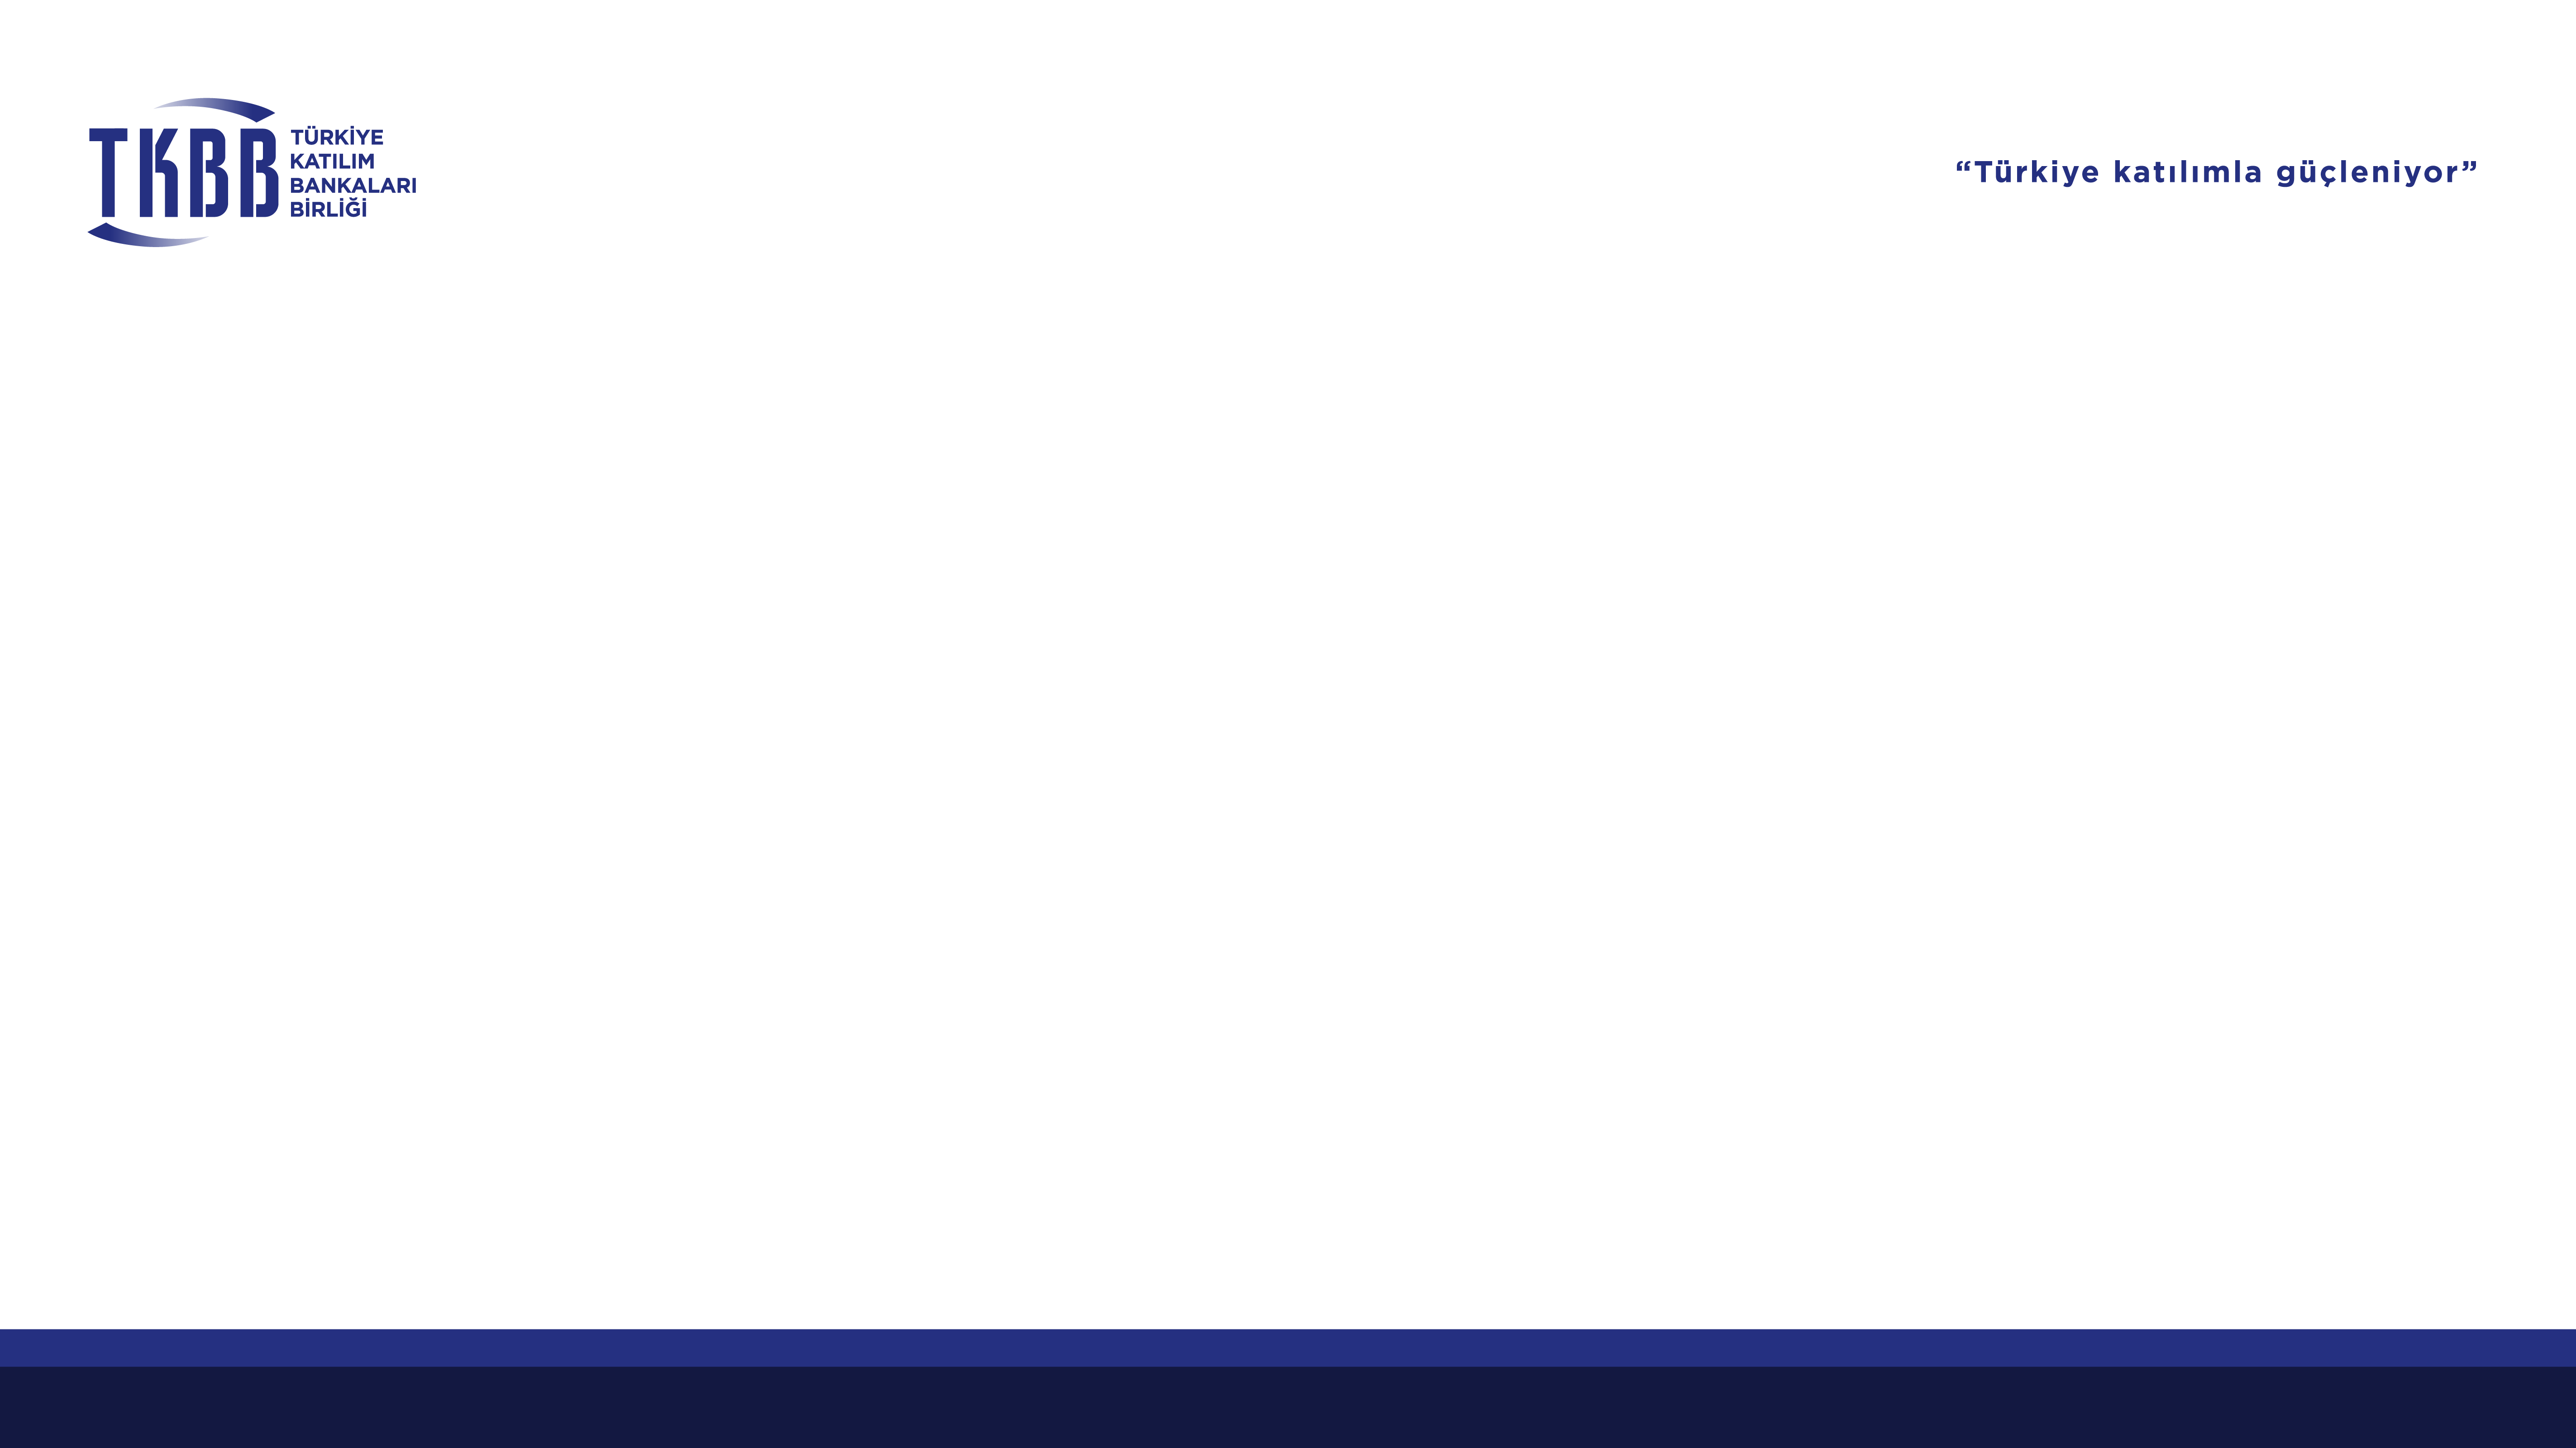 TKBB
TÜRKİYE
KATILIM
BANKALARI
BİRLİĞİ
“Türkiye katılımla güçleniyor”